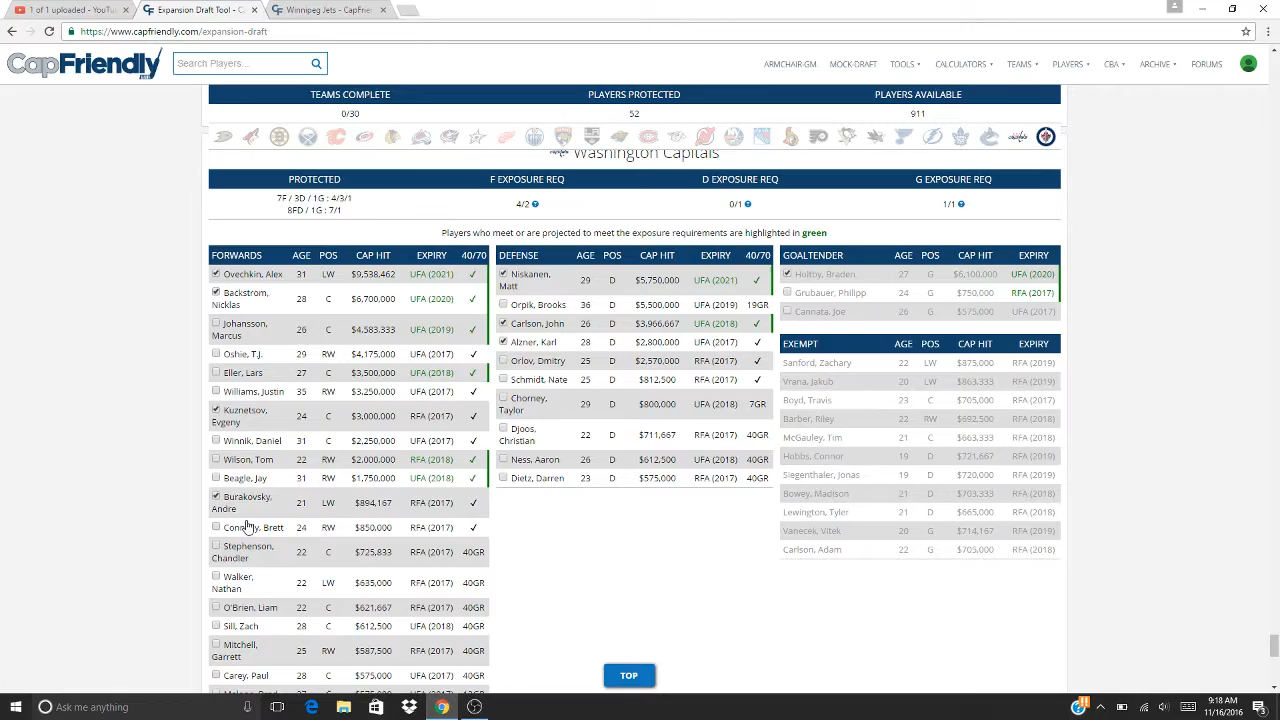 1 of 1 uploaded - YouTu
Expansion Draft Tool - C
Winnipeg Jets - CapFrie
https://www.capfriendly.com/expansion-draft
CapFriendly
Search Players...
ARMCHAIR-GM
MOCK-DRAFT
TOOLS
CALCULATORS
TEAMS
PLAYERS
CBA
ARCHIVE
FORUMS
TEAMS COMPLETE PLAYERS PROTECTED PLAYERS AVAILABLE
0/30 52 911
Washington Capitals
PROTECTED F EXPOSURE REQ D EXPOSURE REQ G EXPOSURE REQ
7F / 3D / 1G : 4/3/1
8FD / 1G : 7/1
4/2 0/1 1/1
Players who meet or are projected to meet the exposure requirements are highlighted in green
FORWARDS AGE POS CAP HIT EXPIRY 40/70
Ovechkin, Alex 31 LW $9,538,462 UFA (2021) ✓
Backstrom, Nicklas 28 C $6,700,000 UFA (2020) ✓
Johansson, Marcus 26 C $4,583,333 UFA (2019) ✓
Oshie, T.J. 29 RW $4,175,000 UFA (2017) ✓
Eller, Lars 27 C $3,500,000 UFA (2018) ✓
Williams, Justin 35 RW $3,250,000 UFA (2017) ✓
Kuznetsov, Evgeny 24 C $3,000,000 RFA (2017) ✓
Winnik, Daniel 31 C $2,250,000 UFA (2017) ✓
Wilson, Tom 22 RW $2,000,000 RFA (2018) ✓
Beagle, Jay 31 RW $1,750,000 UFA (2018) ✓
Burakovsky, Andre 21 LW $894,167 RFA (2017) ✓
Connolly, Brett 24 RW $850,000 RFA (2017) ✓
Stephenson, Chandler 22 C $725,833 RFA (2017) 40GR
Walker, Nathan 22 LW $635,000 RFA (2017) 40GR
O'Brien, Liam 22 C $621,667 RFA (2017) 40GR
Sill, Zach 28 C $612,500 UFA (2018) 40GR
Mitchell, Garrett 25 RW $587,500 RFA (2017) 40GR
Carey, Paul 28 C $575,000 UFA (2017) 40GR
DEFENSE AGE POS CAP HIT EXPIRY 40/70
Niskanen, Matt 29 D $5,750,000 UFA (2021) ✓
Orpik, Brooks 36 D $5,500,000 UFA (2019) 19GR
Carlson, John 26 D $3,966,667 UFA (2018) ✓
Alzner, Karl 28 D $2,800,000 UFA (2017) ✓
Orlov, Dmitry 25 D $2,570,000 RFA (2017) ✓
Schmidt, Nate 25 D $812,500 RFA (2017) ✓
Chorney, Taylor 29 D $800,000 UFA (2018) 7GR
Djoos, Christian 22 D $711,667 RFA (2017) 40GR
Ness, Aaron 26 D $612,500 UFA (2018) 40GR
Dietz, Darren 23 D $575,000 RFA (2017) 40GR
GOALTENDER AGE POS CAP HIT EXPIRY
Holtby, Braden 27 G $6,100,000 UFA (2020)
Grubauer, Philipp 24 G $750,000 RFA (2017)
Cannata, Joe 26 G $575,000 UFA (2017)
EXEMPT AGE POS CAP HIT EXPIRY
Sanford, Zachary 22 LW $875,000 RFA (2019)
Vrana, Jakub 20 LW $863,333 RFA (2017)
Boyd, Travis 23 C $667,500 RFA (2017)
Barber, Riley 22 RW $692,500 RFA (2018)
McGauley, Tim 21 C $663,333 RFA (2018)
Hobbs, Connor 19 D $721,667 RFA (2019)
Siegenthaler, Jonas 19 D $720,000 RFA (2019)
Bowey, Madison 21 D $703,333 RFA (2018)
Lewington, Tyler 21 D $665,000 RFA (2018)
Vanecek, Vitek 20 G $714,167 RFA (2019)
Carlson, Adam 22 G $705,000 RFA (2018)
TOP
Ask me anything
9:18 AM
11/16/2016